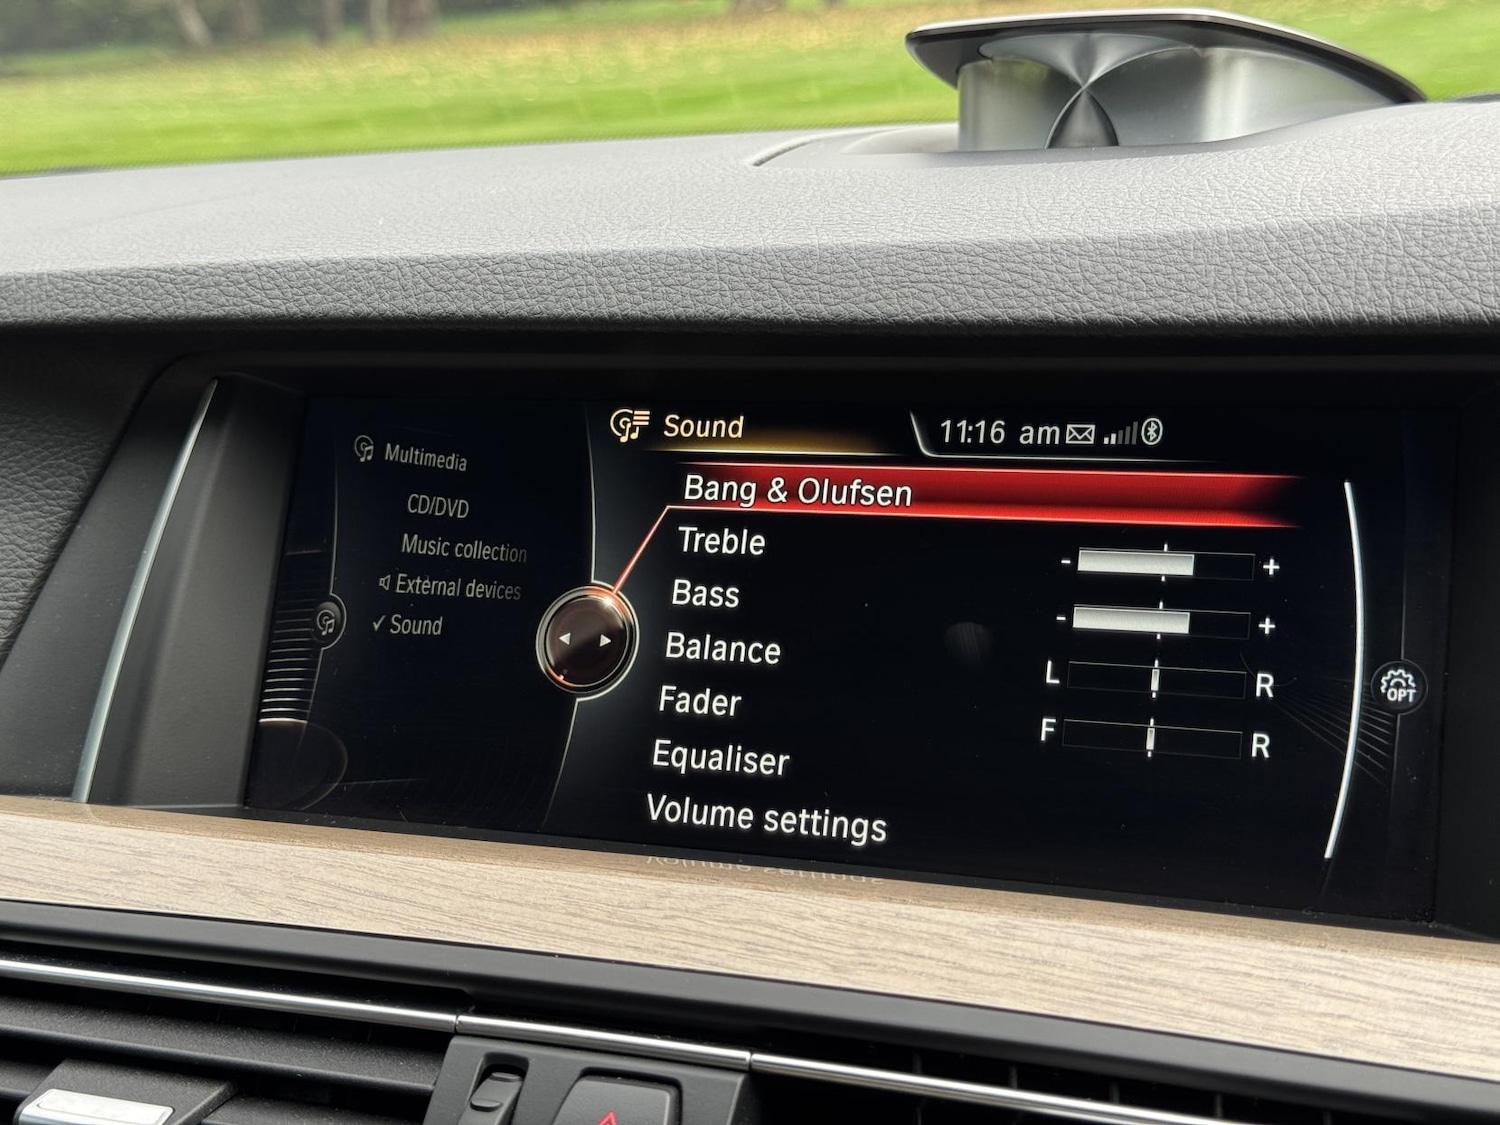 Sound
11:16 am
Multimedia
CD/DVD
Music collection
External devices
✓ Sound
Bang & Olufsen
Treble - +
Bass - +
Balance L R
Fader F R
Equaliser
Volume settings
OPT